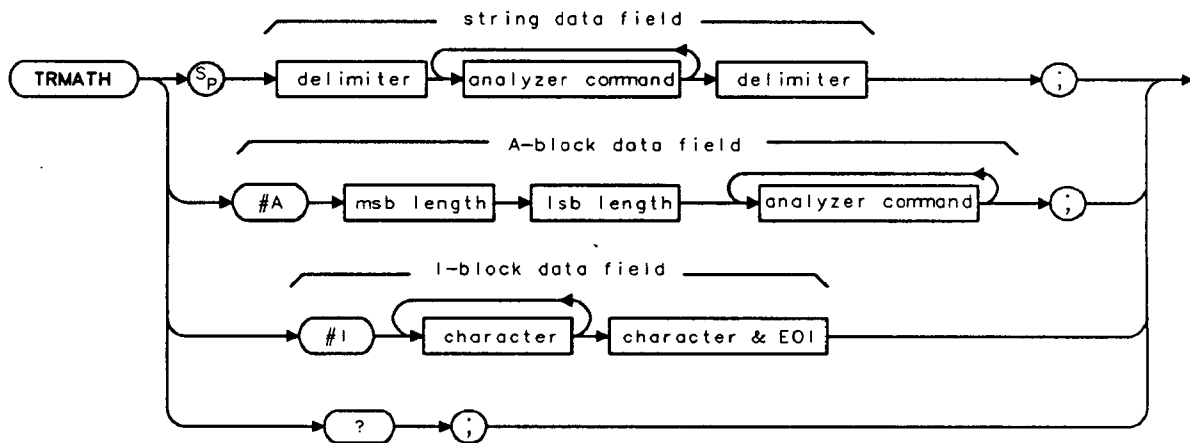 string data field
TRMATH Sp delimiter analyzer command delimiter ;
A-block data field
#A msb length lsb length analyzer command ;
I-block data field
#I character character & EOI
? ;